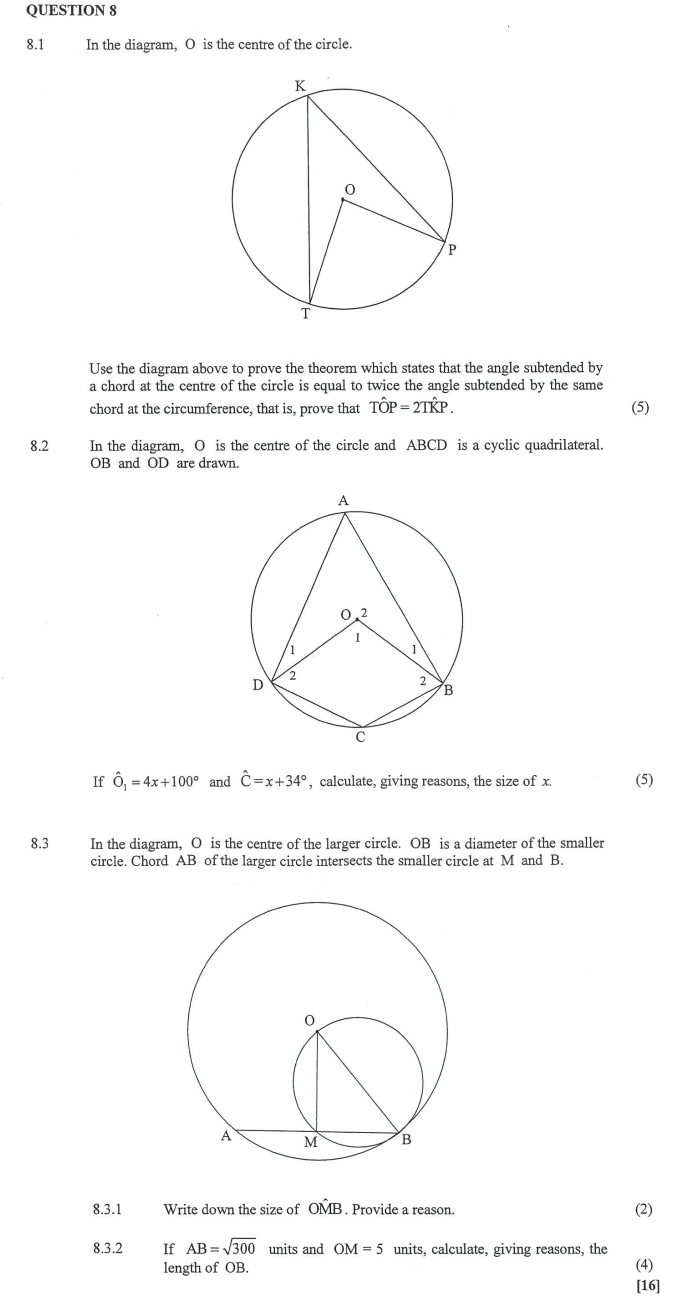 QUESTION 8
8.1 In the diagram, O is the centre of the circle.
K
O
P
T
Use the diagram above to prove the theorem which states that the angle subtended by
a chord at the centre of the circle is equal to twice the angle subtended by the same
chord at the circumference, that is, prove that TÔP = 2TK̂P. (5)
8.2 In the diagram, O is the centre of the circle and ABCD is a cyclic quadrilateral.
OB and OD are drawn.
A
O 2
1
1 1
2 2
D B
C
If Ô₁ = 4x+100° and Ĉ = x+34°, calculate, giving reasons, the size of x. (5)
8.3 In the diagram, O is the centre of the larger circle. OB is a diameter of the smaller
circle. Chord AB of the larger circle intersects the smaller circle at M and B.
O
A M B
8.3.1 Write down the size of OM̂B. Provide a reason. (2)
8.3.2 If AB = √300 units and OM = 5 units, calculate, giving reasons, the
length of OB. (4)
[16]